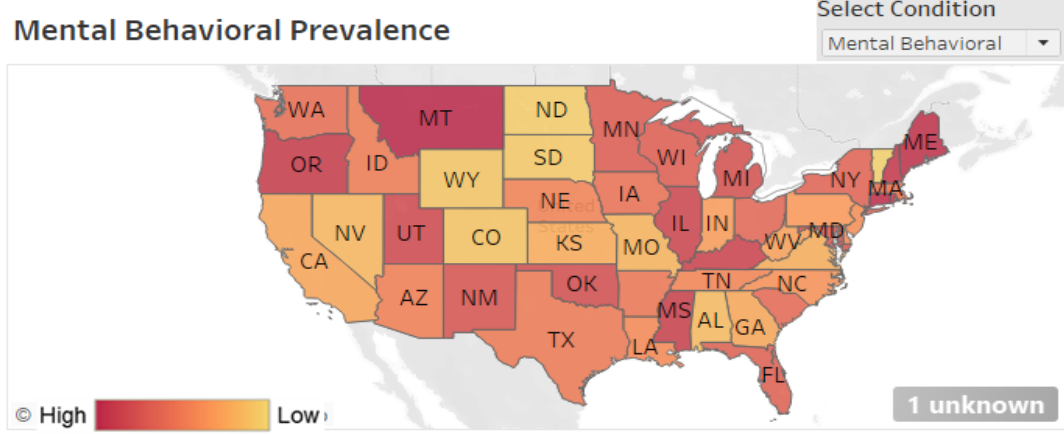 Select Condition
Mental Behavioral Prevalence
Mental Behavioral
WA
MT
ND
MN
ME
OR
ID
SD
WI
MI
NY
MA
WY
NE
IA
United
States
NV
UT
CO
KS
MO
IL
IN
WV
MD
CA
AZ
NM
OK
TN
NC
TX
LA
MS
AL
GA
FL
© High
Low
1 unknown